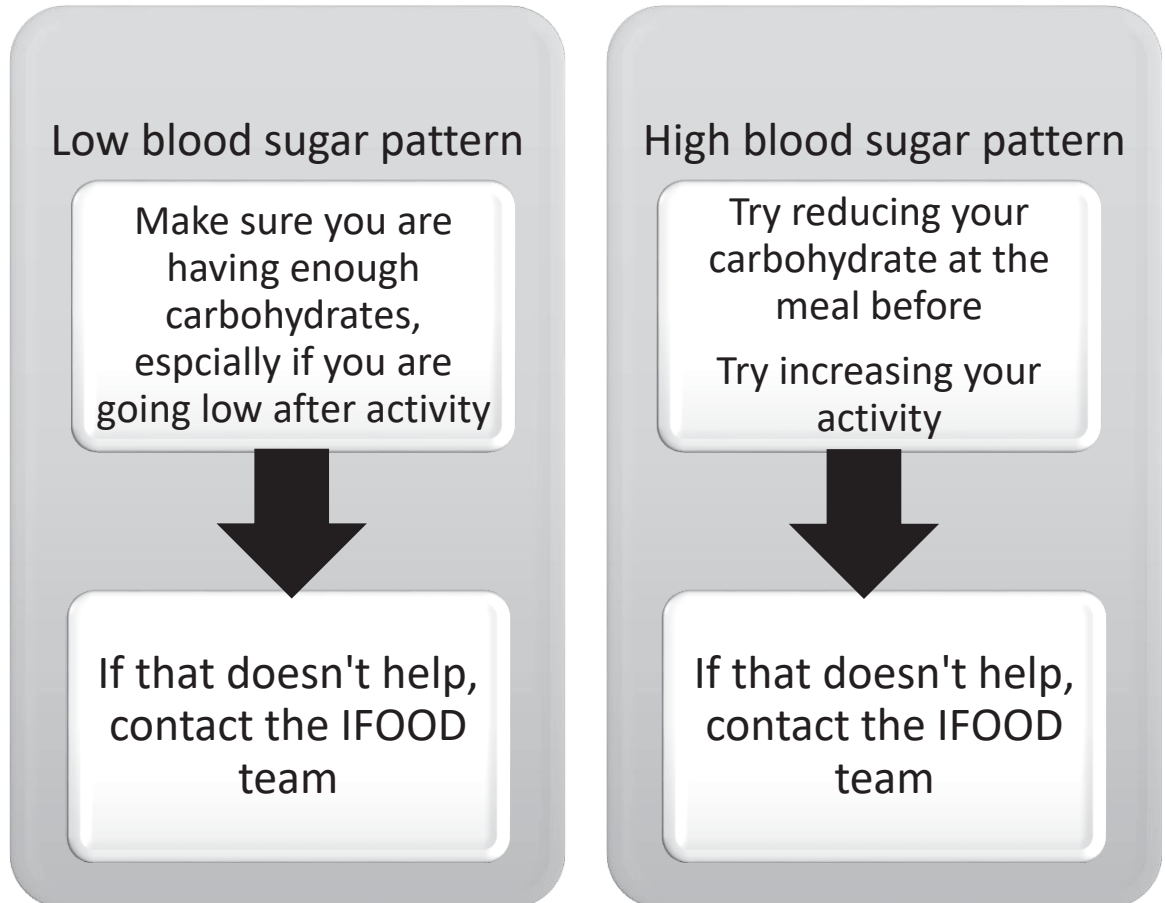 Low blood sugar pattern
Make sure you are
having enough
carbohydrates,
espcially if you are
going low after activity
If that doesn't help,
contact the IFOOD
team
High blood sugar pattern
Try reducing your
carbohydrate at the
meal before
Try increasing your
activity
If that doesn't help,
contact the IFOOD
team